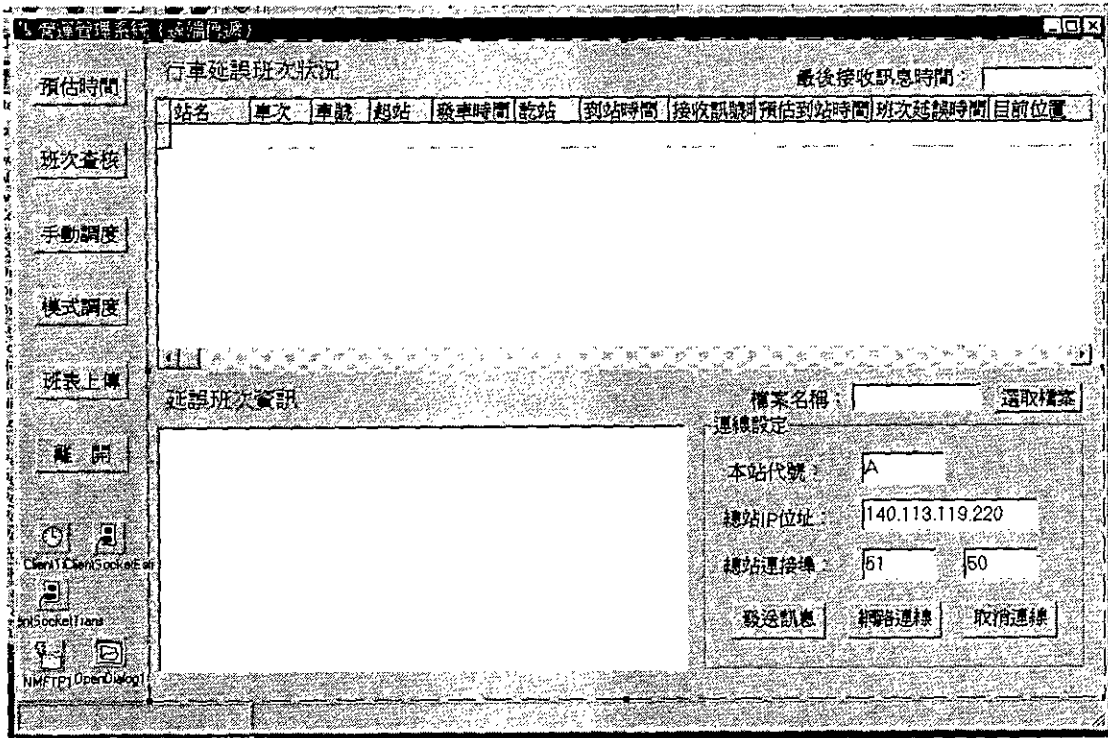 營運管理系統(遠端傳遞)
預估時間
班次查核
手動調度
模式調度
班表上傳
離 開
行車延誤班次狀況
最後接收訊息時間:
站名 車次 車號 起站 發車時間 訖站 到站時間 接收訊號 預估到站時間 班次延誤時間 目前位置
延誤班次資訊
檔案名稱:
選取檔案
連線設定
本站代號: A
總站IP位址: 140.113.119.220
總站連接埠: 51 50
發送訊息 網路連線 取消連線
NMFTP1 OpenDialog1